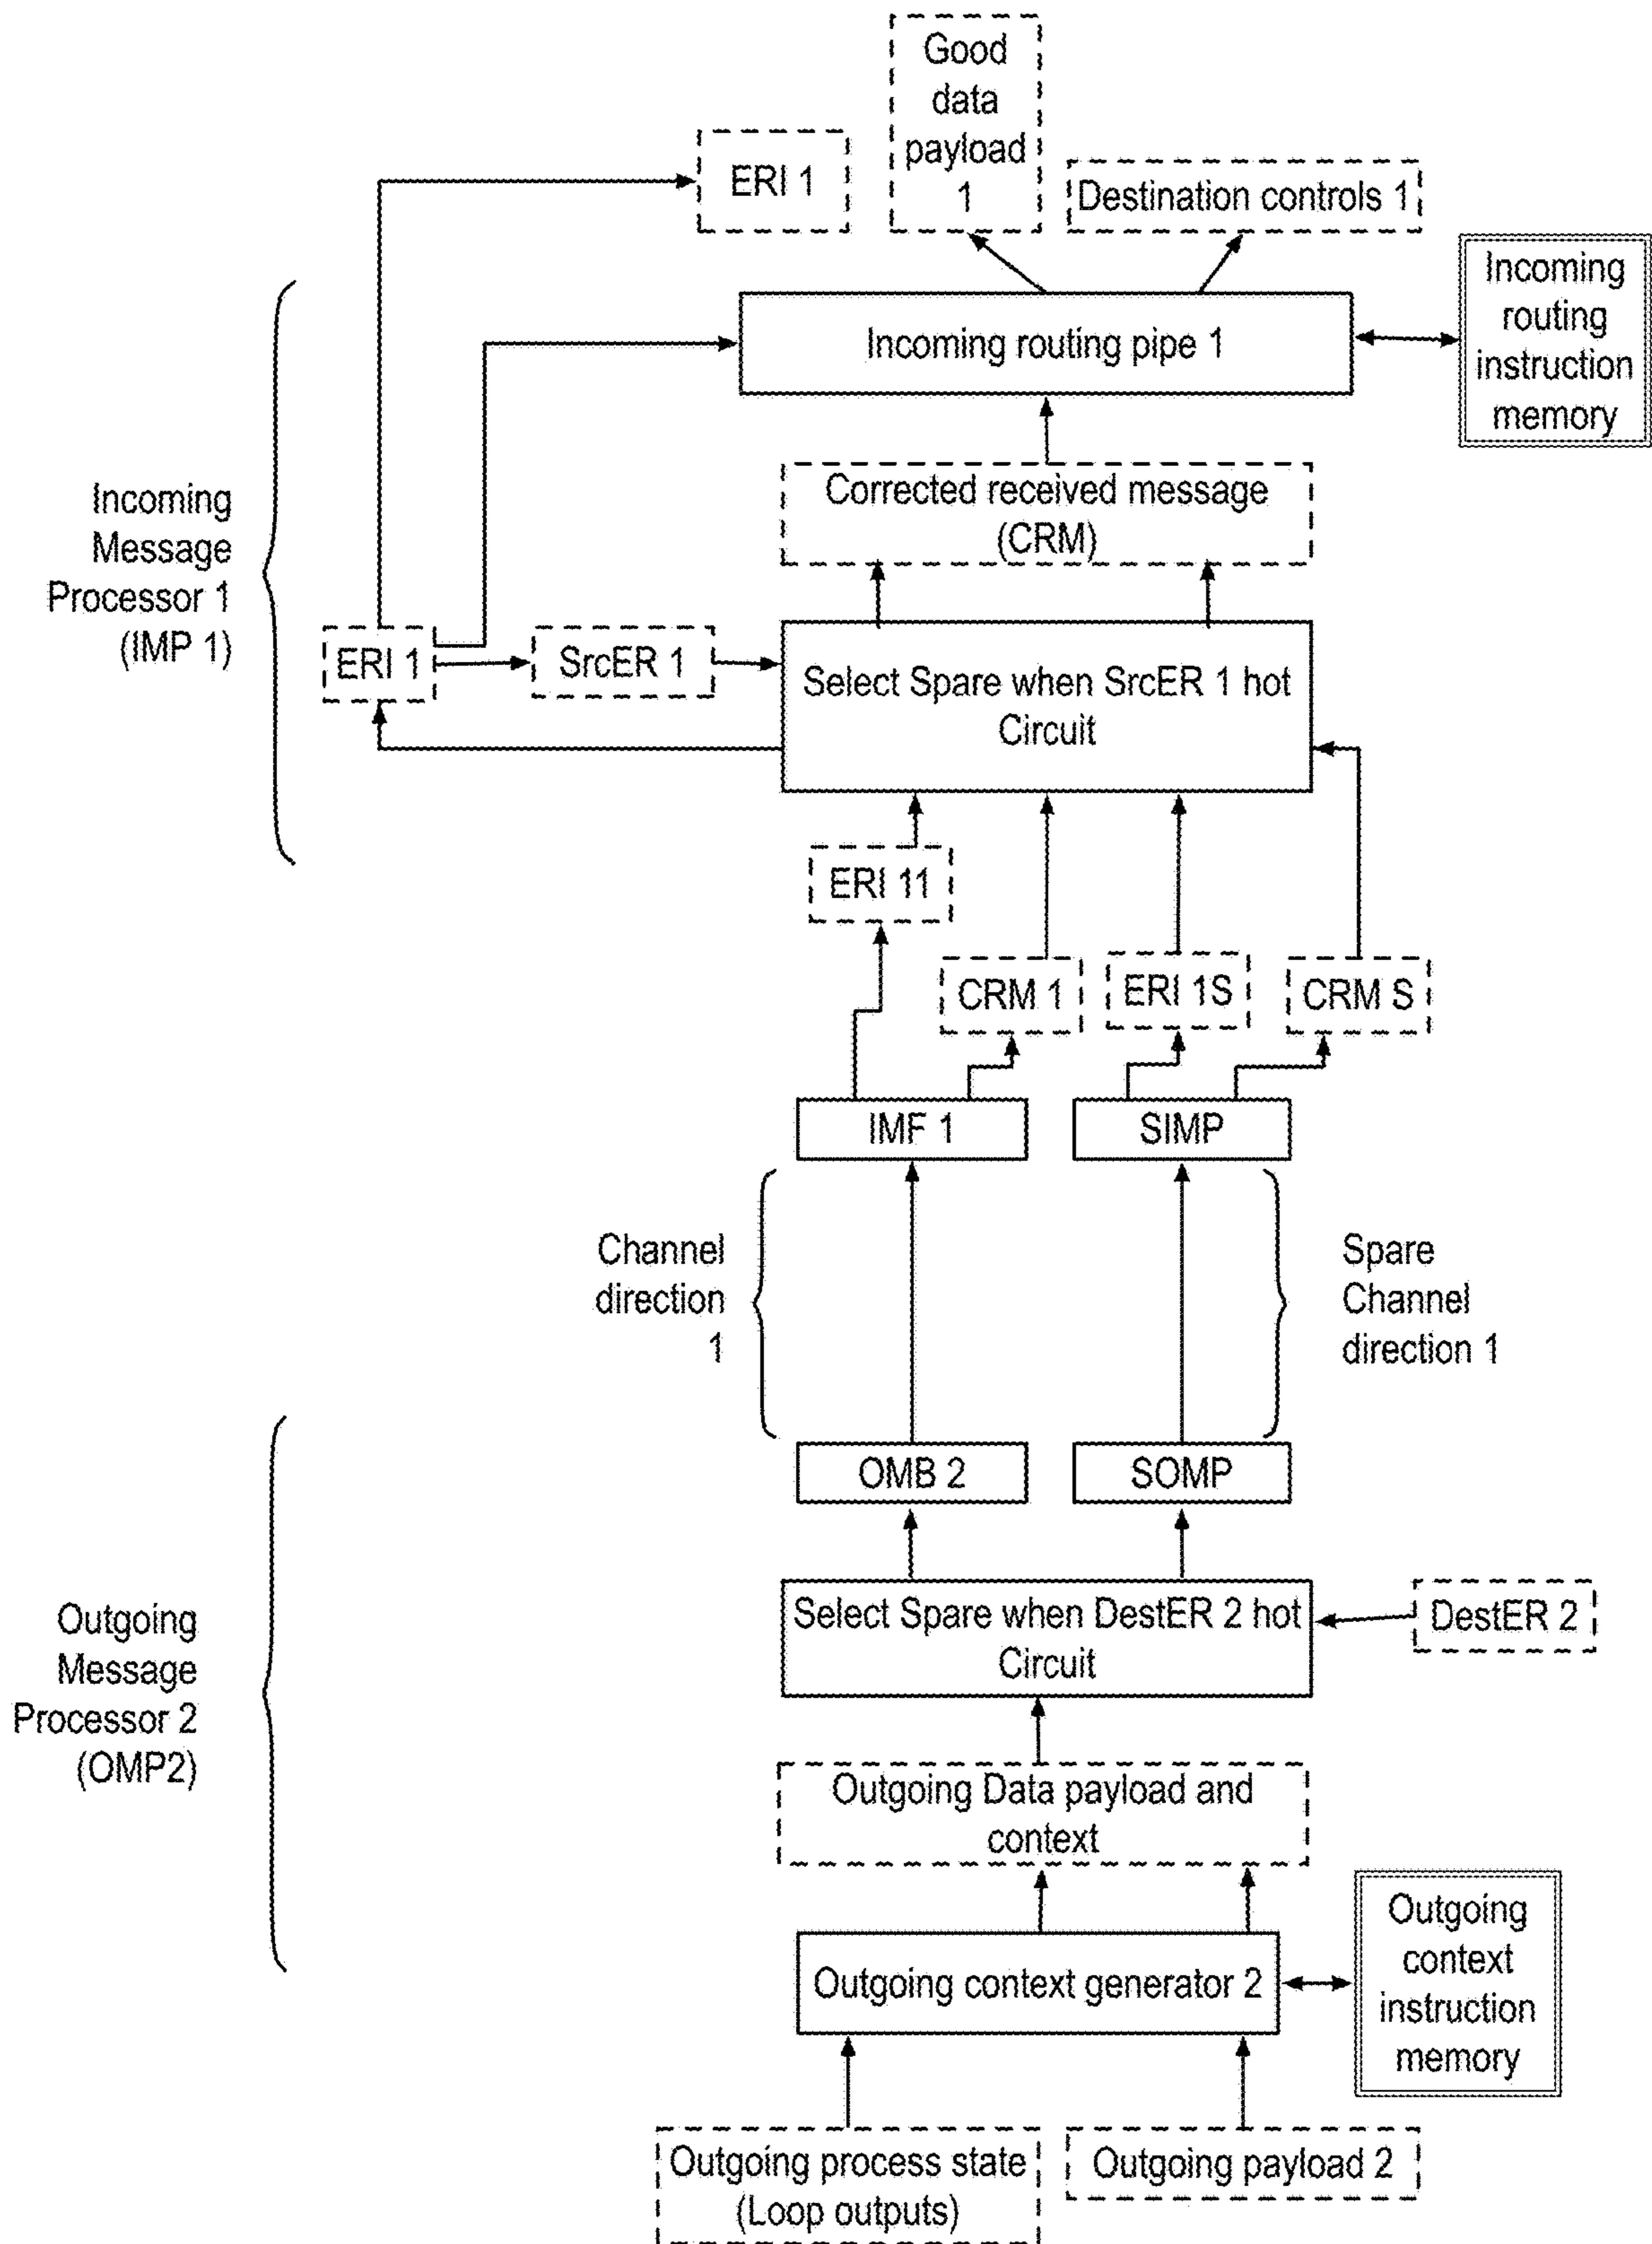 Good
data
payload
1
ERI 1
Destination controls 1
Incoming
routing
instruction
memory
Incoming routing pipe 1
Corrected received message
(CRM)
Incoming
Message
Processor 1
(IMP 1)
ERI 1
SrcER 1
Select Spare when SrcER 1 hot
Circuit
ERI 11
CRM 1
ERI 1S
CRM S
IMF 1
SIMP
Channel
direction
1
Spare
Channel
direction 1
OMB 2
SOMP
Select Spare when DestER 2 hot
Circuit
DestER 2
Outgoing
Message
Processor 2
(OMP2)
Outgoing Data payload and
context
Outgoing context generator 2
Outgoing
context
instruction
memory
Outgoing process state
(Loop outputs)
Outgoing payload 2